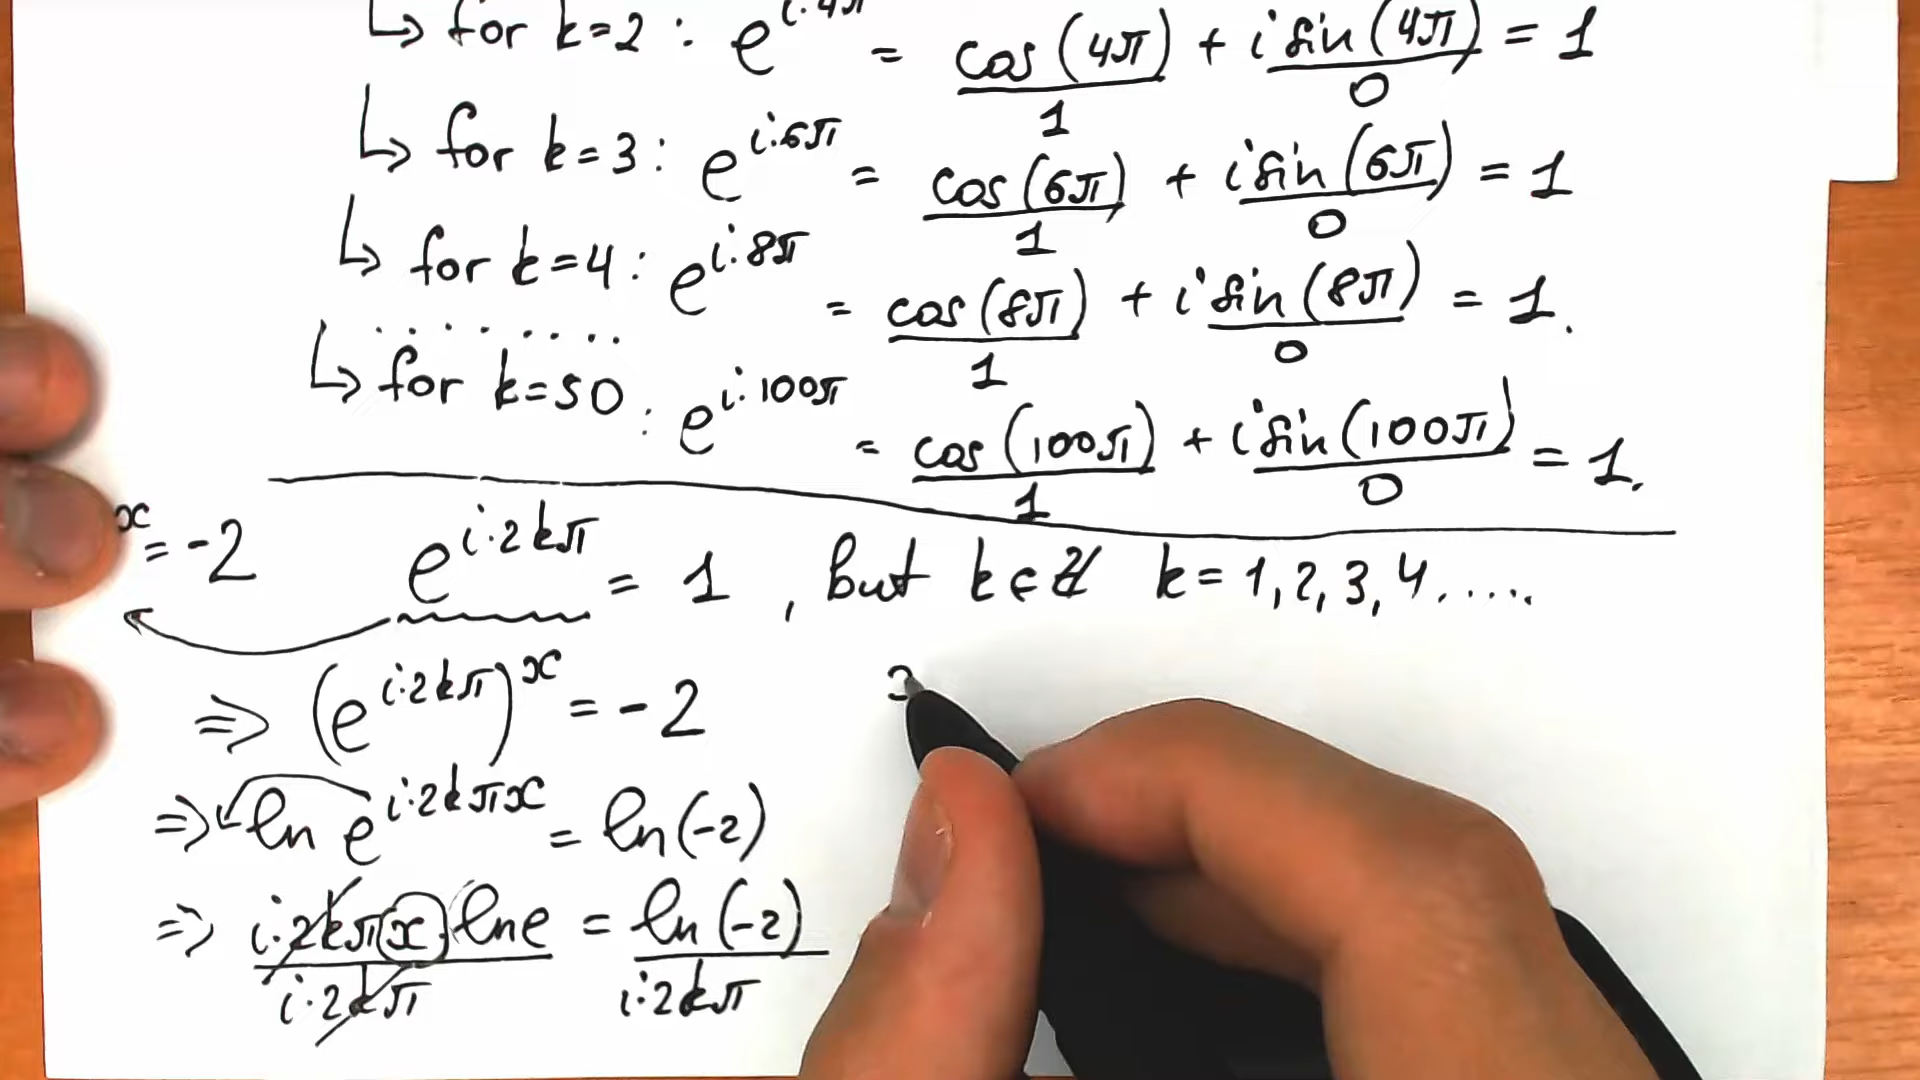 ↳ for k=2 : e^{i·4π} = cos(4π) + i sin(4π) = 1
1 0
↳ for k=3 : e^{i·6π} = cos(6π) + i sin(6π) = 1
1 0
↳ for k=4 : e^{i·8π} = cos(8π) + i sin(8π) = 1.
1 0
. . . . . . . . .
↳ for k=50 : e^{i·100π} = cos(100π) + i sin(100π) = 1.
1 0
x = -2 e^{i·2kπ} = 1 , but k∈ℤ k = 1, 2, 3, 4.....
⇒ (e^{i·2kπ})^x = -2
⇒ ln e^{i·2kπx} = ln(-2)
⇒ i·2kπ(x)·ln e / i·2kπ = ln(-2) / i·2kπ